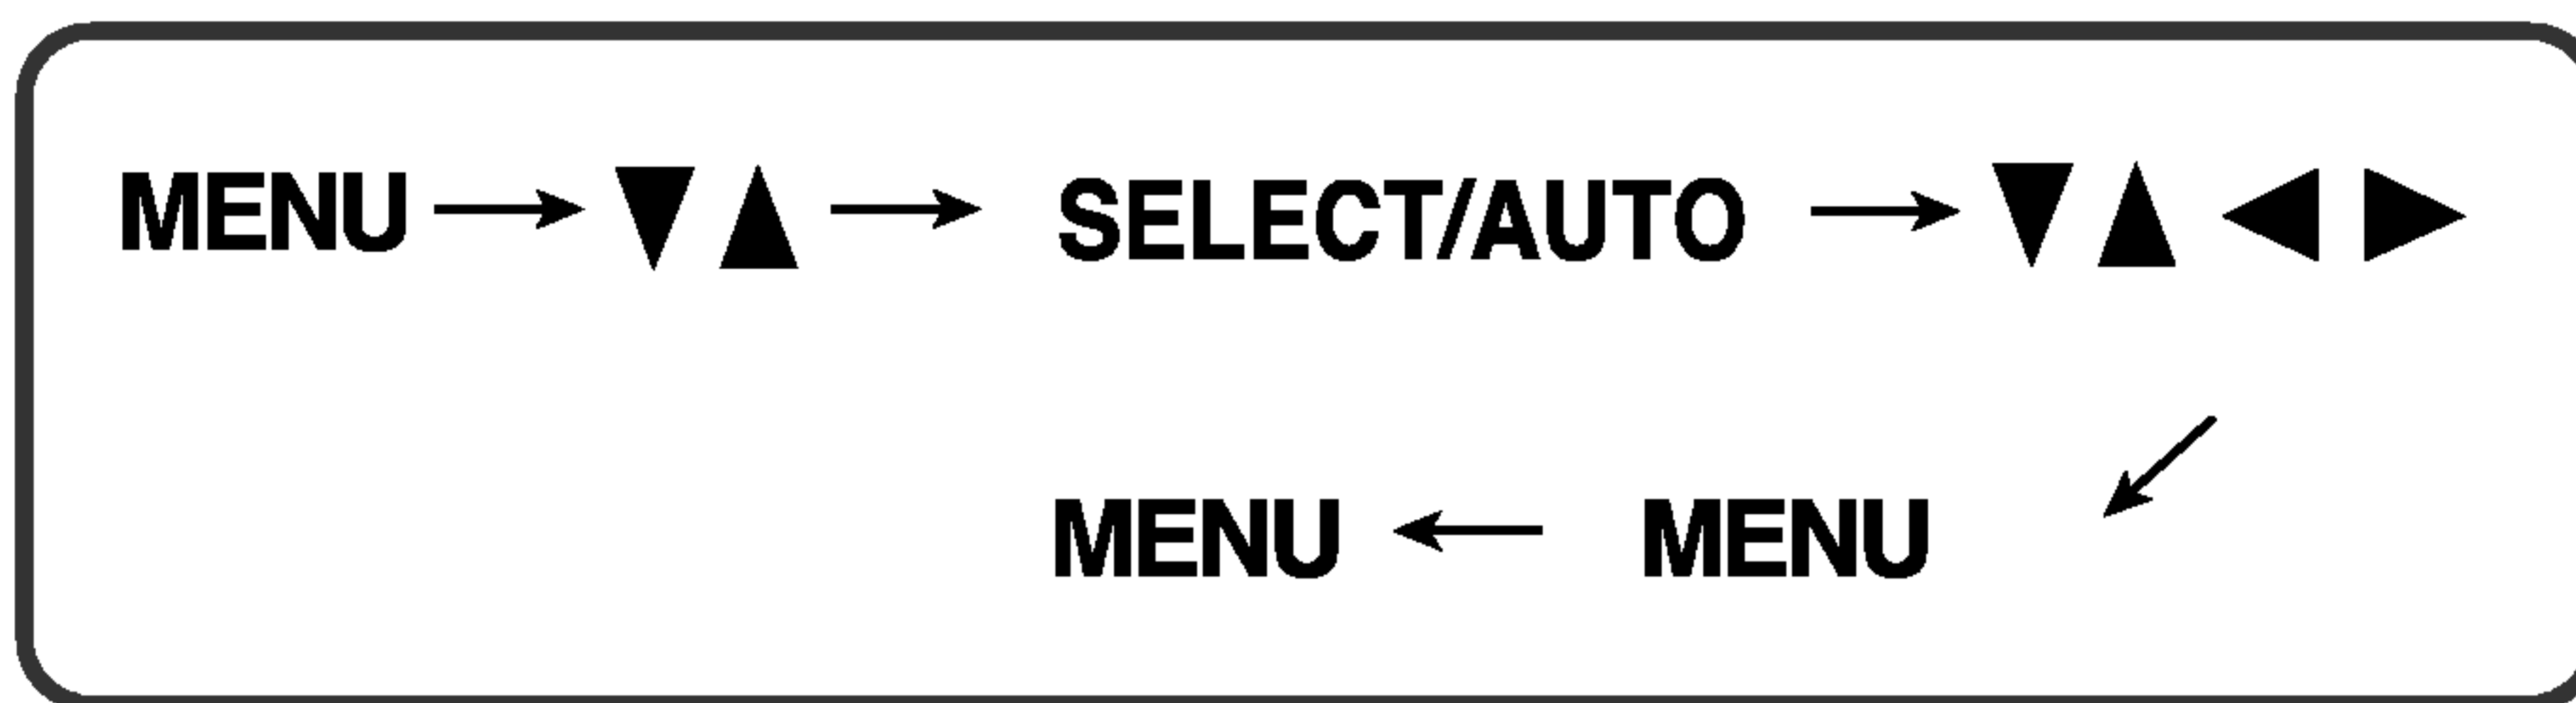 MENU → ▼ ▲ → SELECT/AUTO → ▼ ▲ ◀ ▶
MENU ← MENU